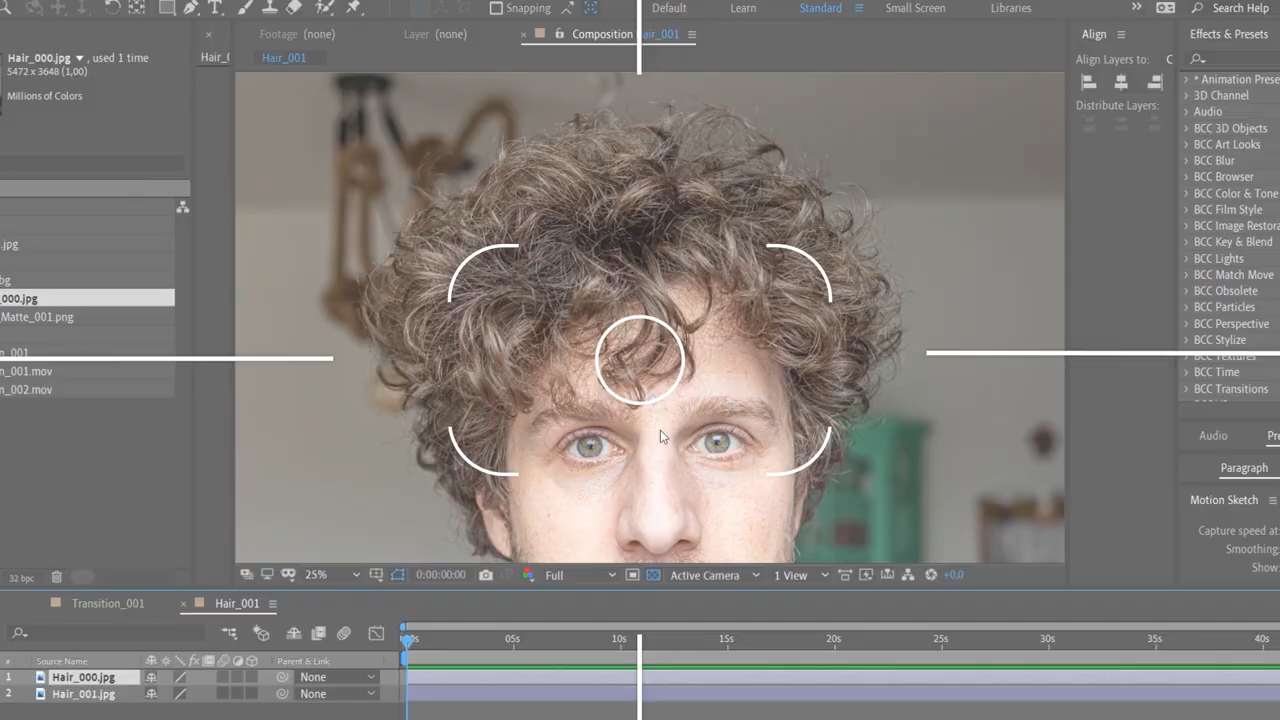 Snapping
Default
Learn
Standard
Small Screen
Libraries
Search Help
Hair_000.jpg, used 1 time
5472 x 3648 (1,00)
Millions of Colors
Footage (none)
Layer (none)
Composition Hair_001
Hair_001
Align
Align Layers to:
Distribute Layers:
Effects & Presets
* Animation Prese
3D Channel
Audio
BCC 3D Objects
BCC Art Looks
BCC Blur
BCC Browser
BCC Color & Tone
BCC Film Style
BCC Image Restora
BCC Key & Blend
BCC Lights
BCC Match Move
BCC Obsolete
BCC Particles
BCC Perspective
BCC Stylize
BCC Textures
BCC Time
BCC Transitions
.jpg
_000.jpg
_Matte_001.png
_001
n_001.mov
n_002.mov
32 bpc
25%
0:00:00:00
Full
Active Camera
1 View
+0,0
Audio
Paragraph
Motion Sketch
Capture speed at:
Smoothing:
Show:
Transition_001
Hair_001
05s
10s
15s
20s
25s
30s
35s
40s
# Source Name
Parent & Link
1 Hair_000.jpg None
2 Hair_001.jpg None